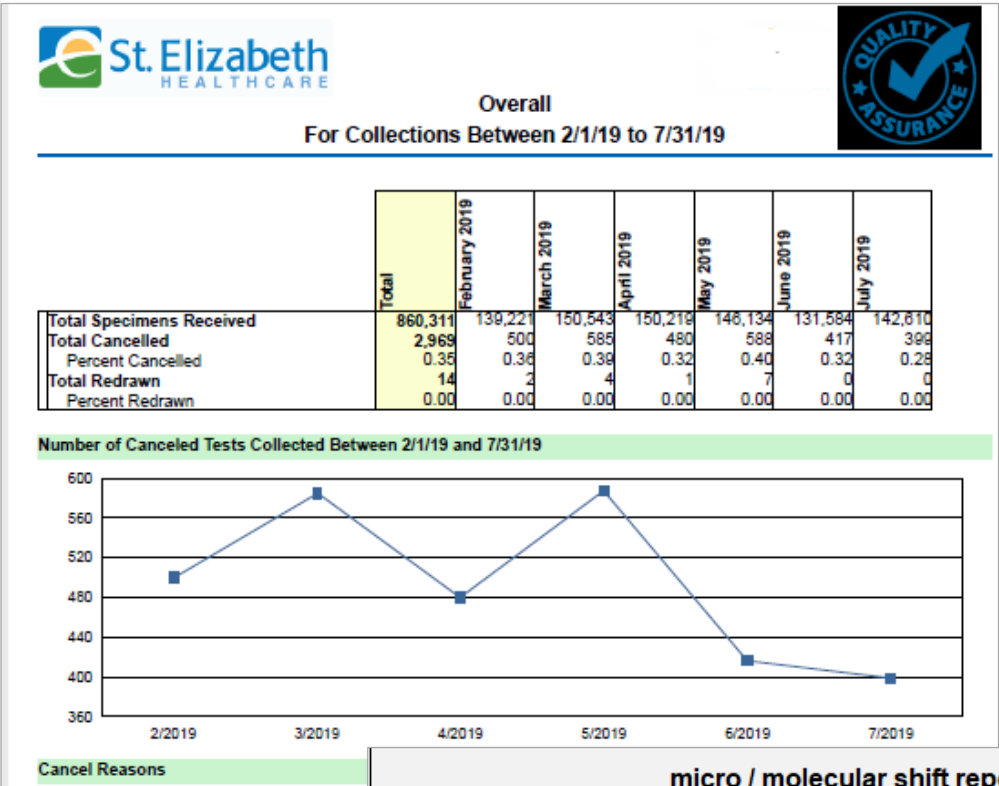 St. Elizabeth
HEALTHCARE
QUALITY
ASSURANCE
Overall
For Collections Between 2/1/19 to 7/31/19
Total February 2019 March 2019 April 2019 May 2019 June 2019 July 2019
Total Specimens Received 860,311 139,221 150,543 150,219 146,134 131,584 142,610
Total Cancelled 2,969 500 585 480 588 417 399
Percent Cancelled 0.35 0.36 0.39 0.32 0.40 0.32 0.28
Total Redrawn 14 2 4 1 7 0 0
Percent Redrawn 0.00 0.00 0.00 0.00 0.00 0.00 0.00
Number of Canceled Tests Collected Between 2/1/19 and 7/31/19
600
560
520
480
440
400
360
2/2019 3/2019 4/2019 5/2019 6/2019 7/2019
Cancel Reasons
micro / molecular shift rep